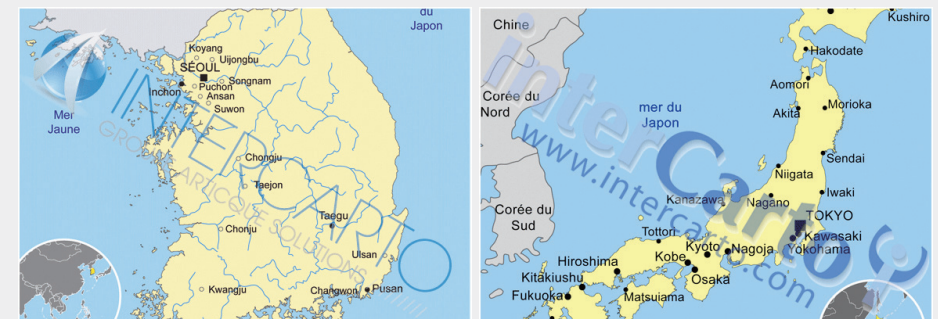 du
Japon
Koyang
Uijongbu
SÉOUL
Songnam
Inchon
Puchon
Ansan
Suwon
Mer
Jaune
Chongju
Taejon
Taegu
Chonju
Ulsan
Kwangju
Changwon
Pusan
INTERCARTO
Chine
Kushiro
Hakodate
Corée du
Nord
Aomori
mer du
Japon
Akita
Morioka
Sendai
Niigata
Iwaki
Kanazawa
Nagano
Corée du
Sud
TOKYO
Tottori
Kawasaki
Kyoto
Nagoja
Yokohama
Kobe
Hiroshima
Osaka
Kitakiushu
Fukuoka
Matsuiama
interCarto
www.intercarto.com